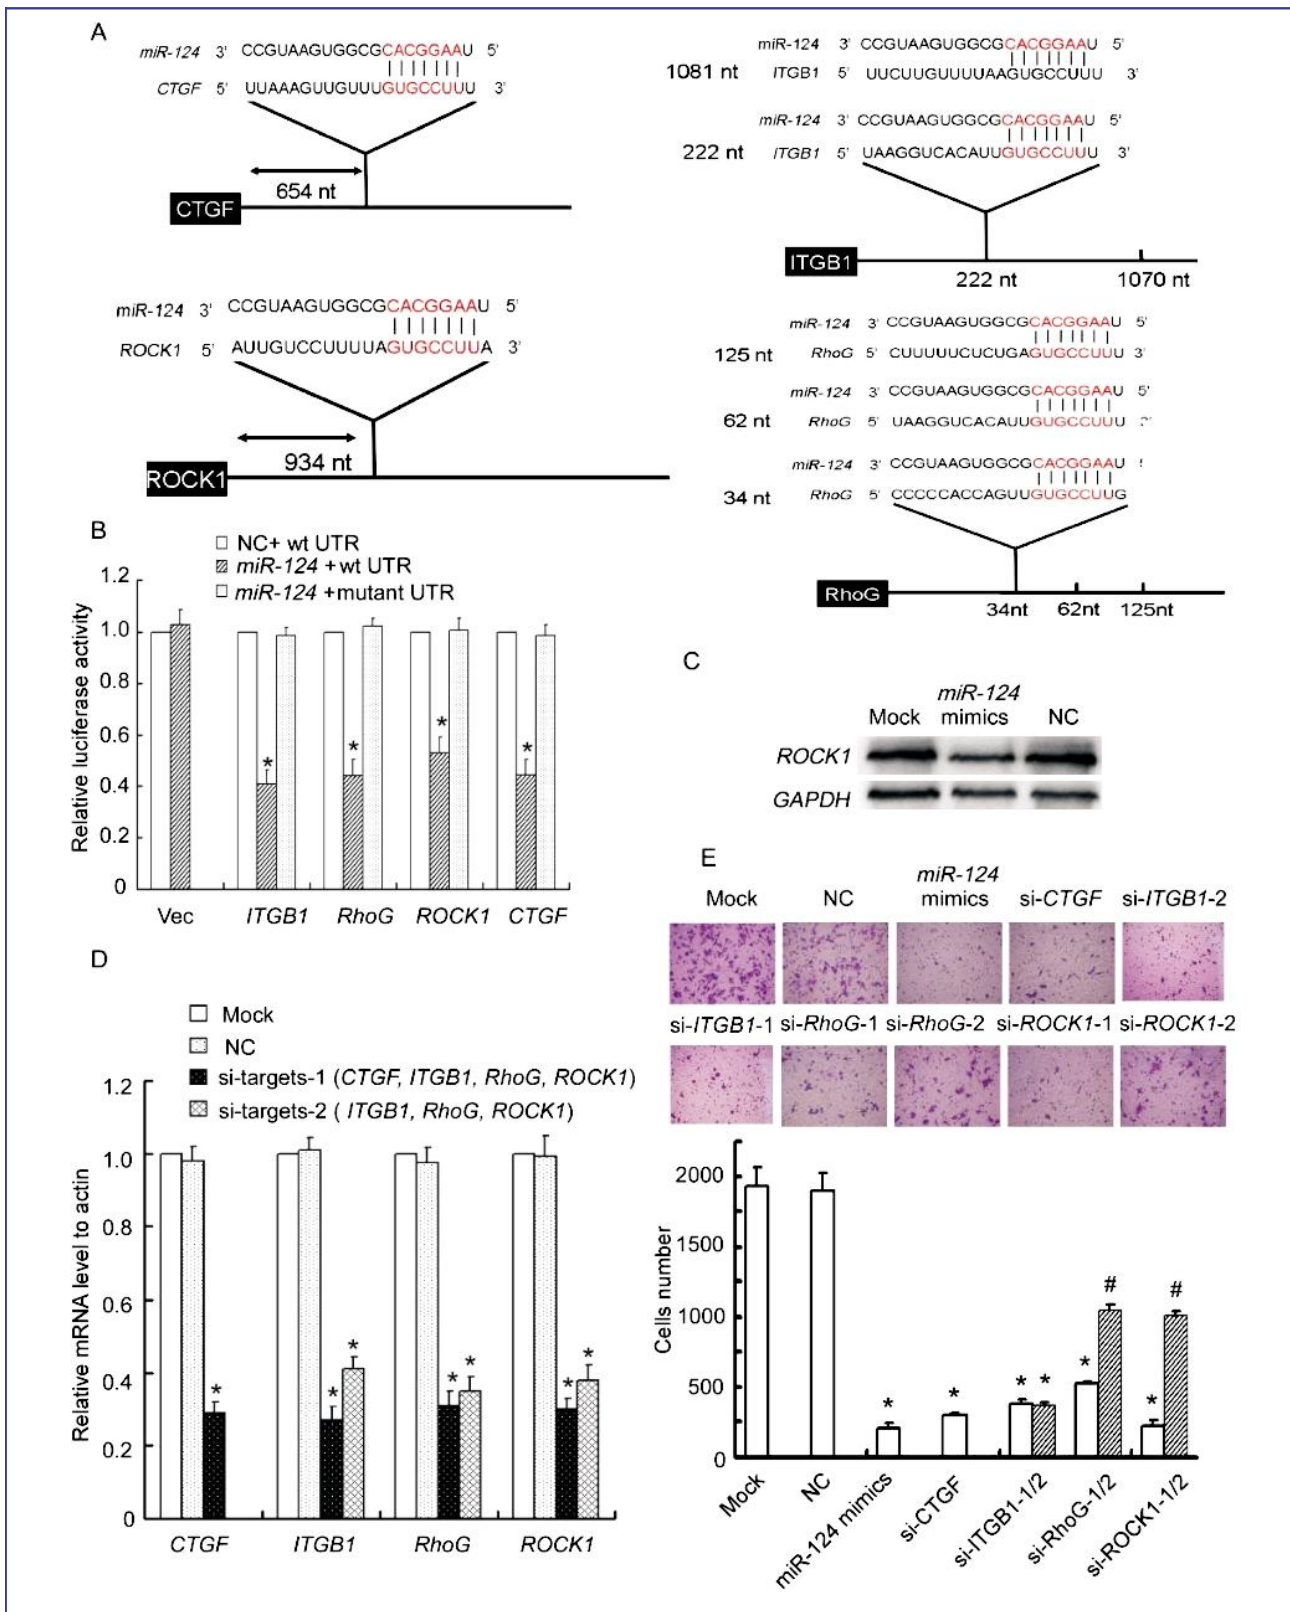 A
miR-124 3' CCGUAAGUGGCGCACGGAAU 5'
CTGF 5' UUAAAGUUGUUUGUGCCUUU 3'
654 nt
CTGF
miR-124 3' CCGUAAGUGGCGCACGGAAU 5'
ROCK1 5' AUUGUCCUUUUAGUGCCUUA 3'
934 nt
ROCK1
miR-124 3' CCGUAAGUGGCGCACGGAAU 5'
1081 nt
ITGB1 5' UUCUUGUUUUAAGUGCCUUU 3'
miR-124 3' CCGUAAGUGGCGCACGGAAU 5'
222 nt
ITGB1 5' UAAGGUCACAUUGUGCCUUU 3'
ITGB1
222 nt 1070 nt
miR-124 3' CCGUAAGUGGCGCACGGAAU 5'
125 nt
RhoG 5' CUUUUUCUCUGAGUGCCUUU 3'
miR-124 3' CCGUAAGUGGCGCACGGAAU 5'
62 nt
RhoG 5' UAAGGUCACAUUGUGCCUUU
miR-124 3' CCGUAAGUGGCGCACGGAAU
34 nt
RhoG 5' CCCCCACCAGUUGUGCCUUG
RhoG
34nt 62nt 125nt
B
NC+ wt UTR
miR-124 +wt UTR
miR-124 +mutant UTR
Relative luciferase activity
1.2
1.0
0.8
0.6
0.4
0.2
0
* * * *
Vec ITGB1 RhoG ROCK1 CTGF
C
Mock miR-124 mimics NC
ROCK1
GAPDH
D
Mock
NC
si-targets-1 (CTGF, ITGB1, RhoG, ROCK1)
si-targets-2 ( ITGB1, RhoG, ROCK1)
Relative mRNA level to actin
1.2
1.0
0.8
0.6
0.4
0.2
0
* * * * * * *
CTGF ITGB1 RhoG ROCK1
E
Mock NC miR-124 mimics si-CTGF si-ITGB1-2
si-ITGB1-1 si-RhoG-1 si-RhoG-2 si-ROCK1-1 si-ROCK1-2
Cells number
2000
1500
1000
500
0
* * * * * # * #
Mock
NC
miR-124 mimics
si-CTGF
si-ITGB1-1/2
si-RhoG-1/2
si-ROCK1-1/2